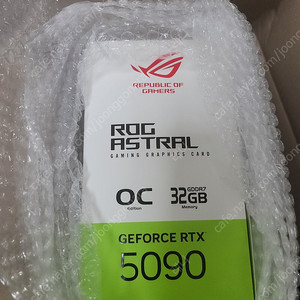 REPUBLIC OF
GAMERS
ROG
ASTRAL
GAMING GRAPHICS CARD
OC
Edition
32GB
GDDR7
Memory
GEFORCE RTX
5090